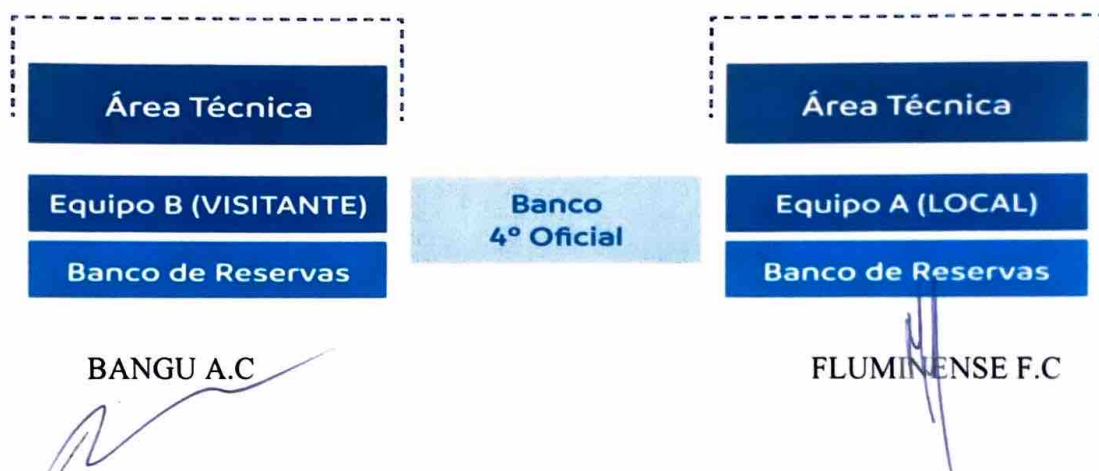 Área Técnica
Área Técnica
Equipo B (VISITANTE)
Banco
4º Oficial
Equipo A (LOCAL)
Banco de Reservas
Banco de Reservas
BANGU A.C
FLUMINENSE F.C